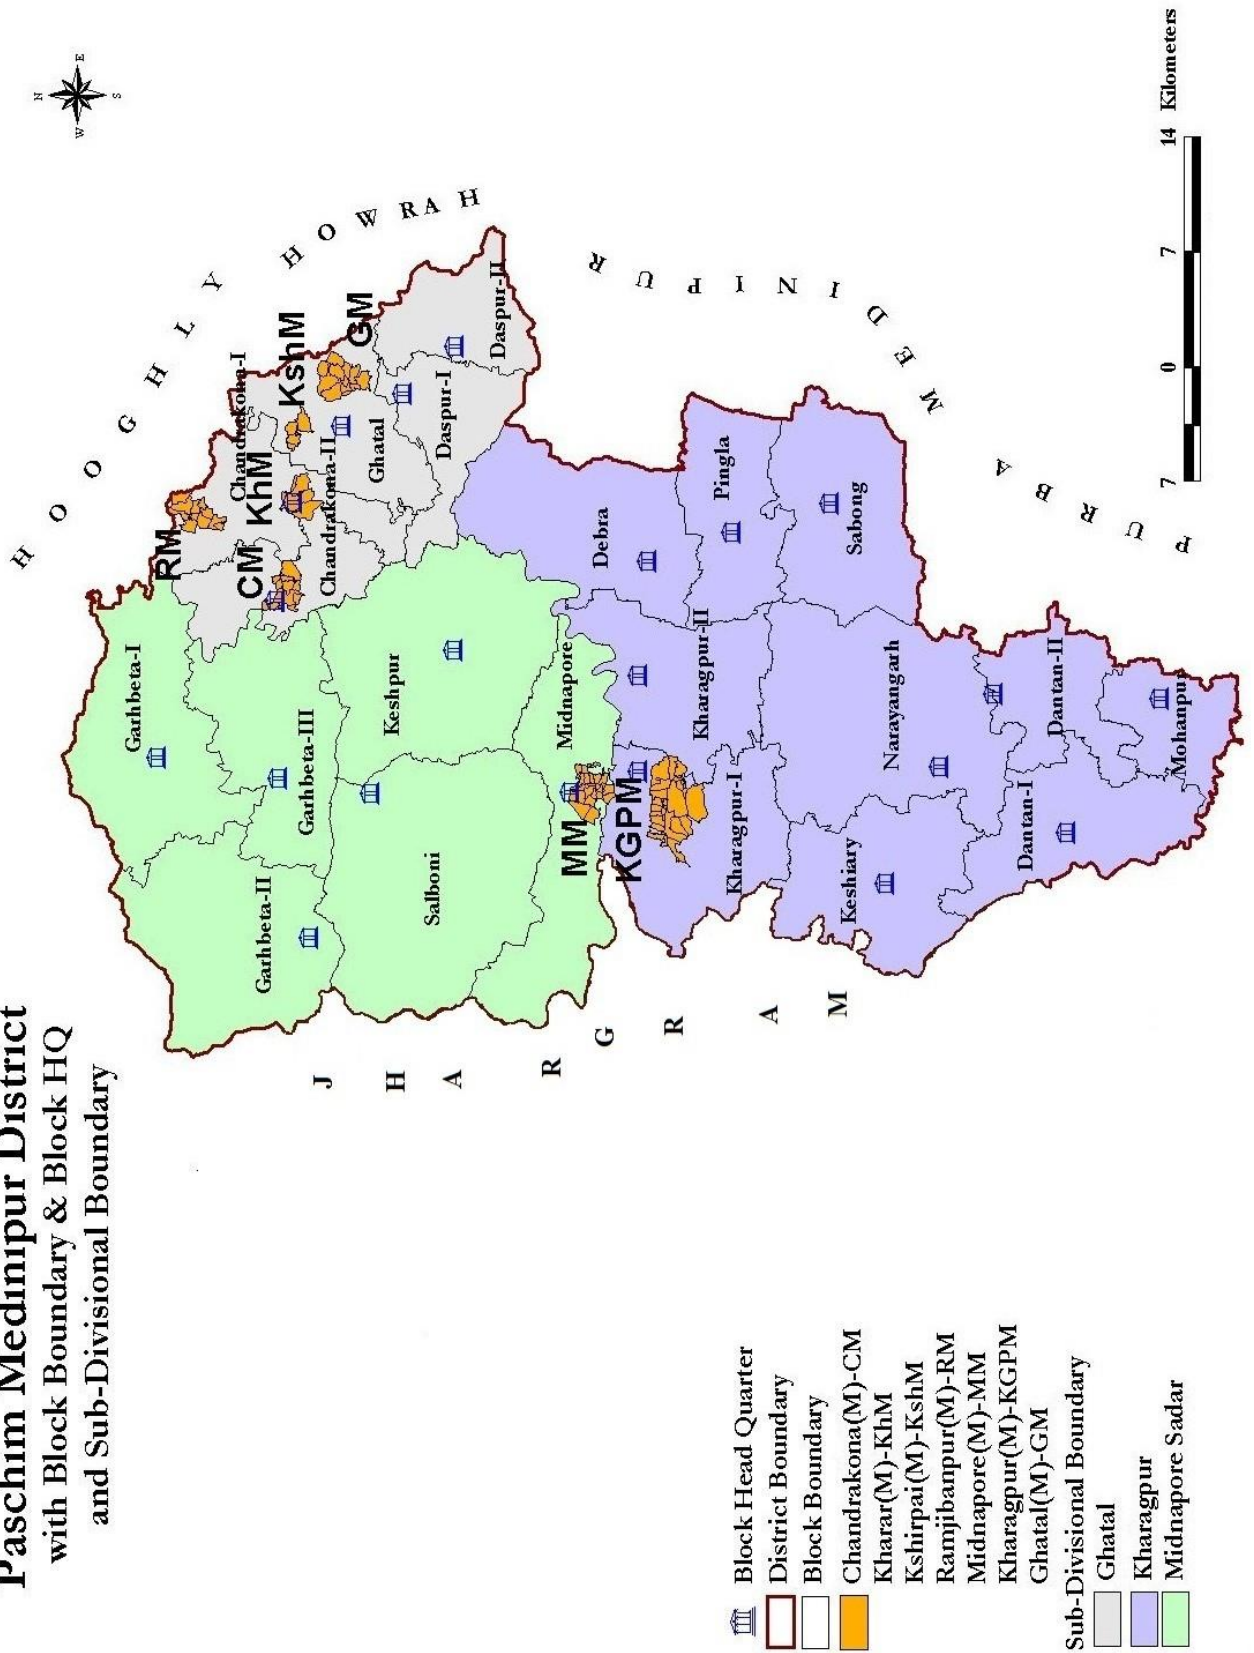 Paschim Medinipur District
with Block Boundary & Block HQ
and Sub-Divisional Boundary
N
W
E
S
HOOGHLY
HOWRAH
PURBA MEDINIPUR
JHARGRAM
Garhbeta-I
Garhbeta-II
Garhbeta-III
Salboni
Keshpur
Midnapore
MM
KGPM
RM
CM
KhM
KshM
GM
Chandrakona-I
Chandrakona-II
Ghatal
Daspur-I
Daspur-II
Debra
Pingla
Sabong
Kharagpur-II
Kharagpur-I
Narayangarh
Keshiary
Dantan-I
Dantan-II
Mohanpur
7 0 7 14 Kilometers
Block Head Quarter
District Boundary
Block Boundary
Chandrakona(M)-CM
Kharar(M)-KhM
Kshirpai(M)-KshM
Ramjibanpur(M)-RM
Midnapore(M)-MM
Kharagpur(M)-KGPM
Ghatal(M)-GM
Sub-Divisional Boundary
Ghatal
Kharagpur
Midnapore Sadar